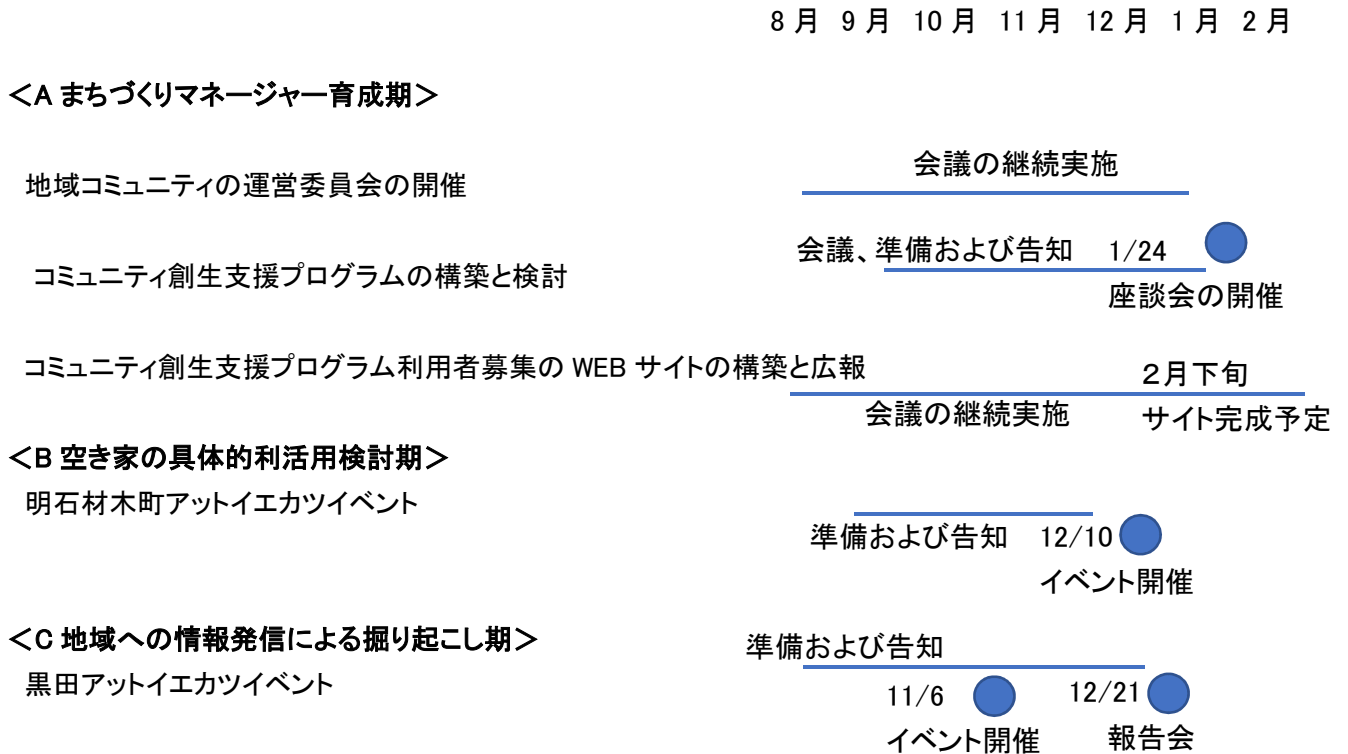 8月 9月 10月 11月 12月 1月 2月
＜A まちづくりマネージャー育成期＞
会議の継続実施
地域コミュニティの運営委員会の開催
会議、準備および告知 1/24
コミュニティ創生支援プログラムの構築と検討
座談会の開催
コミュニティ創生支援プログラム利用者募集の WEB サイトの構築と広報
２月下旬
会議の継続実施
サイト完成予定
＜B 空き家の具体的利活用検討期＞
明石材木町アットイエカツイベント
準備および告知 12/10
イベント開催
＜C 地域への情報発信による掘り起こし期＞
準備および告知
黒田アットイエカツイベント
11/6 12/21
イベント開催 報告会